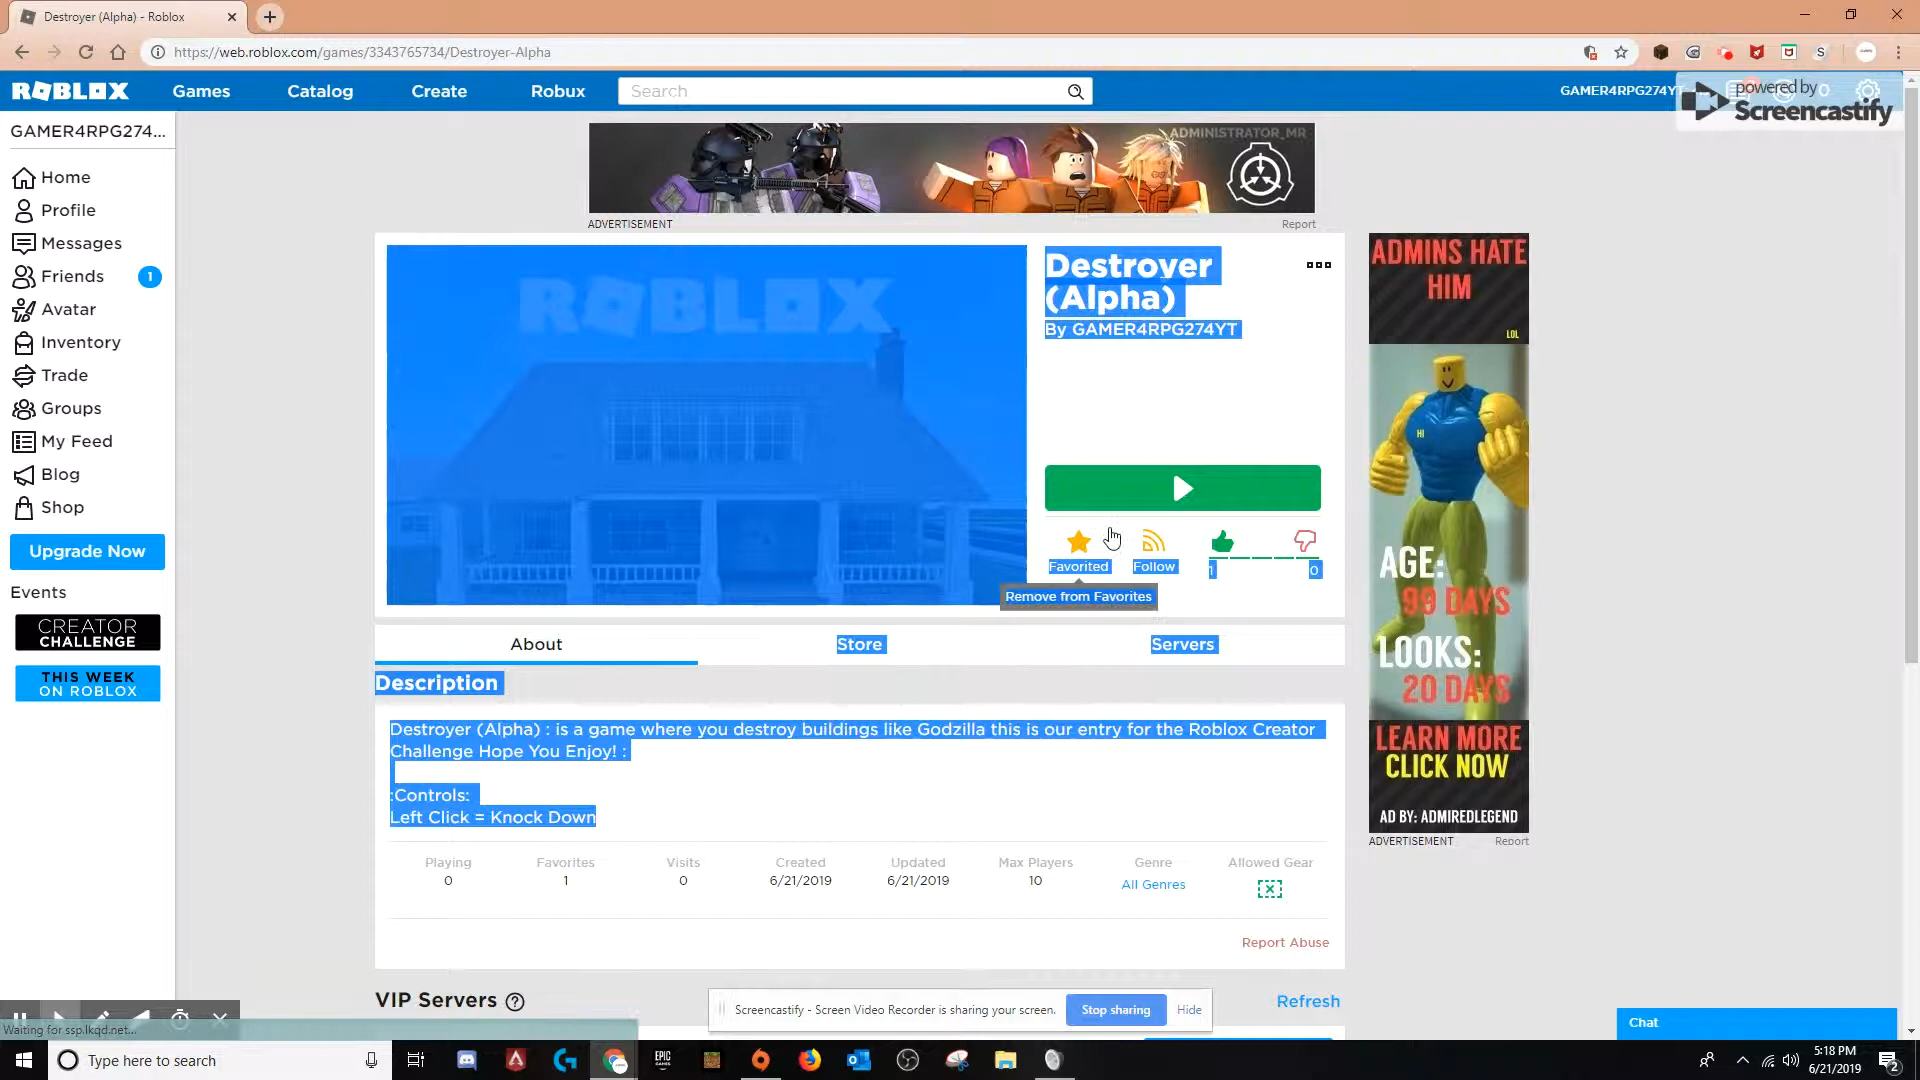 Destroyer (Alpha) - Roblox
https://web.roblox.com/games/3343765734/Destroyer-Alpha
ROBLOX
Games
Catalog
Create
Robux
Search
GAMER4RPG274YT
powered by
Screencastify
GAMER4RPG274...
Home
Profile
Messages
Friends
1
Avatar
Inventory
Trade
Groups
My Feed
Blog
Shop
Upgrade Now
Events
CREATOR
CHALLENGE
THIS WEEK
ON ROBLOX
ADMINISTRATOR_MR
ADVERTISEMENT
Report
ROBLOX
Destroyer
(Alpha)
By GAMER4RPG274YT
Favorited
Follow
1
0
Remove from Favorites
About
Store
Servers
Description
Destroyer (Alpha) : is a game where you destroy buildings like Godzilla this is our entry for the Roblox Creator
Challenge Hope You Enjoy! :
:Controls:
Left Click = Knock Down
Playing
Favorites
Visits
Created
Updated
Max Players
Genre
Allowed Gear
0
1
0
6/21/2019
6/21/2019
10
All Genres
Report Abuse
VIP Servers
Refresh
ADMINS HATE
HIM
LOL
HI
AGE:
99 DAYS
LOOKS:
20 DAYS
LEARN MORE
CLICK NOW
AD BY: ADMIREDLEGEND
ADVERTISEMENT
Report
Screencastify - Screen Video Recorder is sharing your screen.
Stop sharing
Hide
Chat
Waiting for ssp.lkqd.net...
Type here to search
EPIC
GAMES
5:18 PM
6/21/2019
2